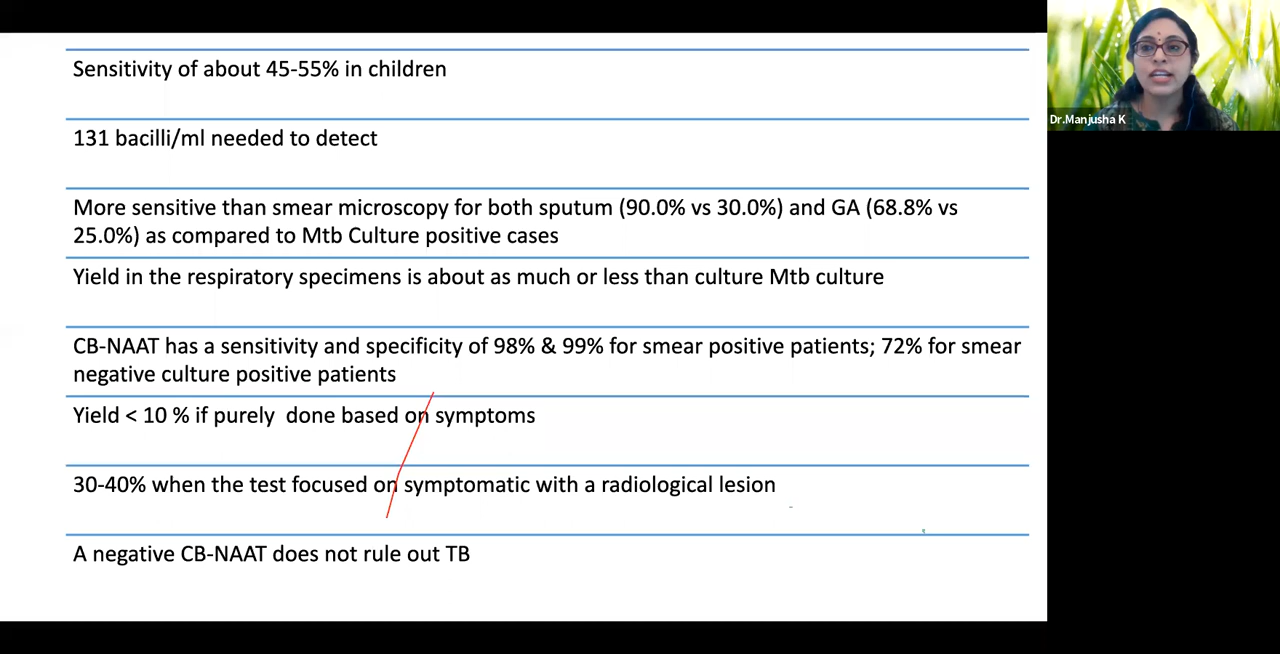 Sensitivity of about 45-55% in children
131 bacilli/ml needed to detect
More sensitive than smear microscopy for both sputum (90.0% vs 30.0%) and GA (68.8% vs
25.0%) as compared to Mtb Culture positive cases
Yield in the respiratory specimens is about as much or less than culture Mtb culture
CB-NAAT has a sensitivity and specificity of 98% & 99% for smear positive patients; 72% for smear
negative culture positive patients
Yield < 10 % if purely  done based on symptoms
30-40% when the test focused on symptomatic with a radiological lesion
A negative CB-NAAT does not rule out TB
Dr.Manjusha K